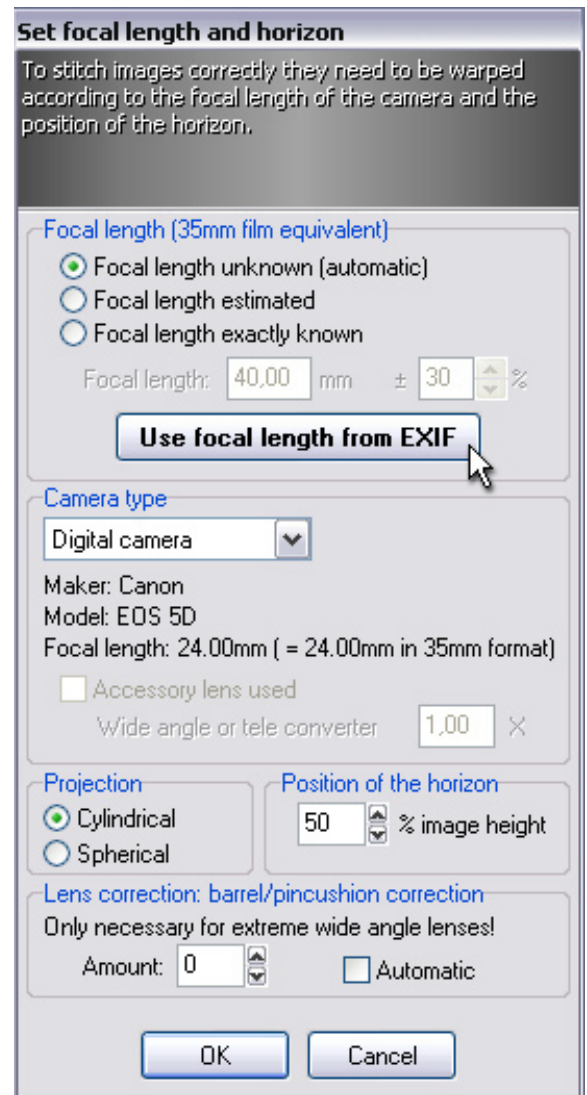 Set focal length and horizon
To stitch images correctly they need to be warped
according to the focal length of the camera and the
position of the horizon.
Focal length (35mm film equivalent)
Focal length unknown (automatic)
Focal length estimated
Focal length exactly known
Focal length: 40,00 mm ± 30 %
Use focal length from EXIF
Camera type
Digital camera
Maker: Canon
Model: EOS 5D
Focal length: 24.00mm ( = 24.00mm in 35mm format)
Accessory lens used
Wide angle or tele converter 1,00 X
Projection
Cylindrical
Spherical
Position of the horizon
50 % image height
Lens correction: barrel/pincushion correction
Only necessary for extreme wide angle lenses!
Amount: 0 Automatic
OK Cancel